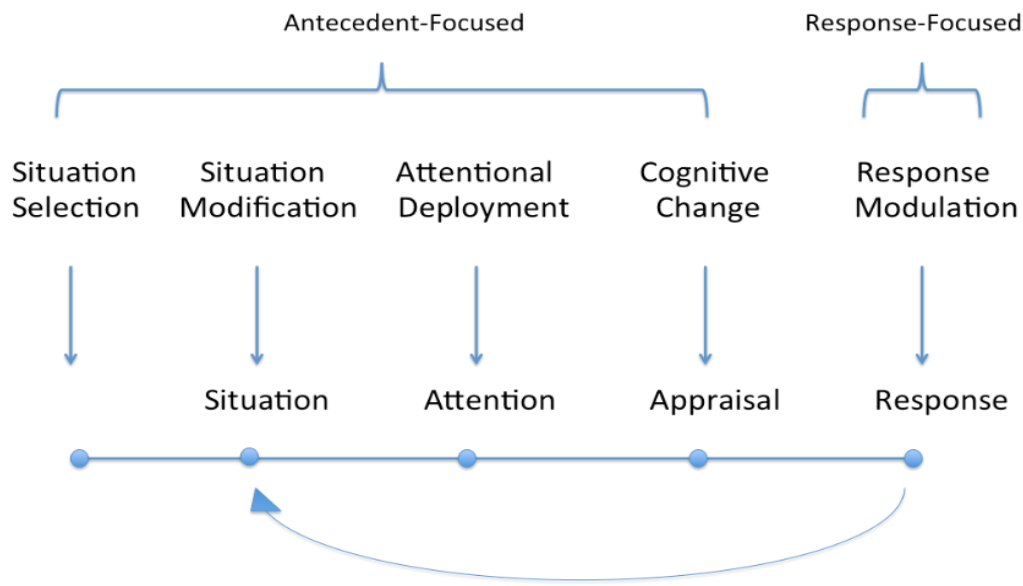 Antecedent-Focused
Response-Focused
Situation
Selection
Situation
Modification
Attentional
Deployment
Cognitive
Change
Response
Modulation
Situation
Attention
Appraisal
Response